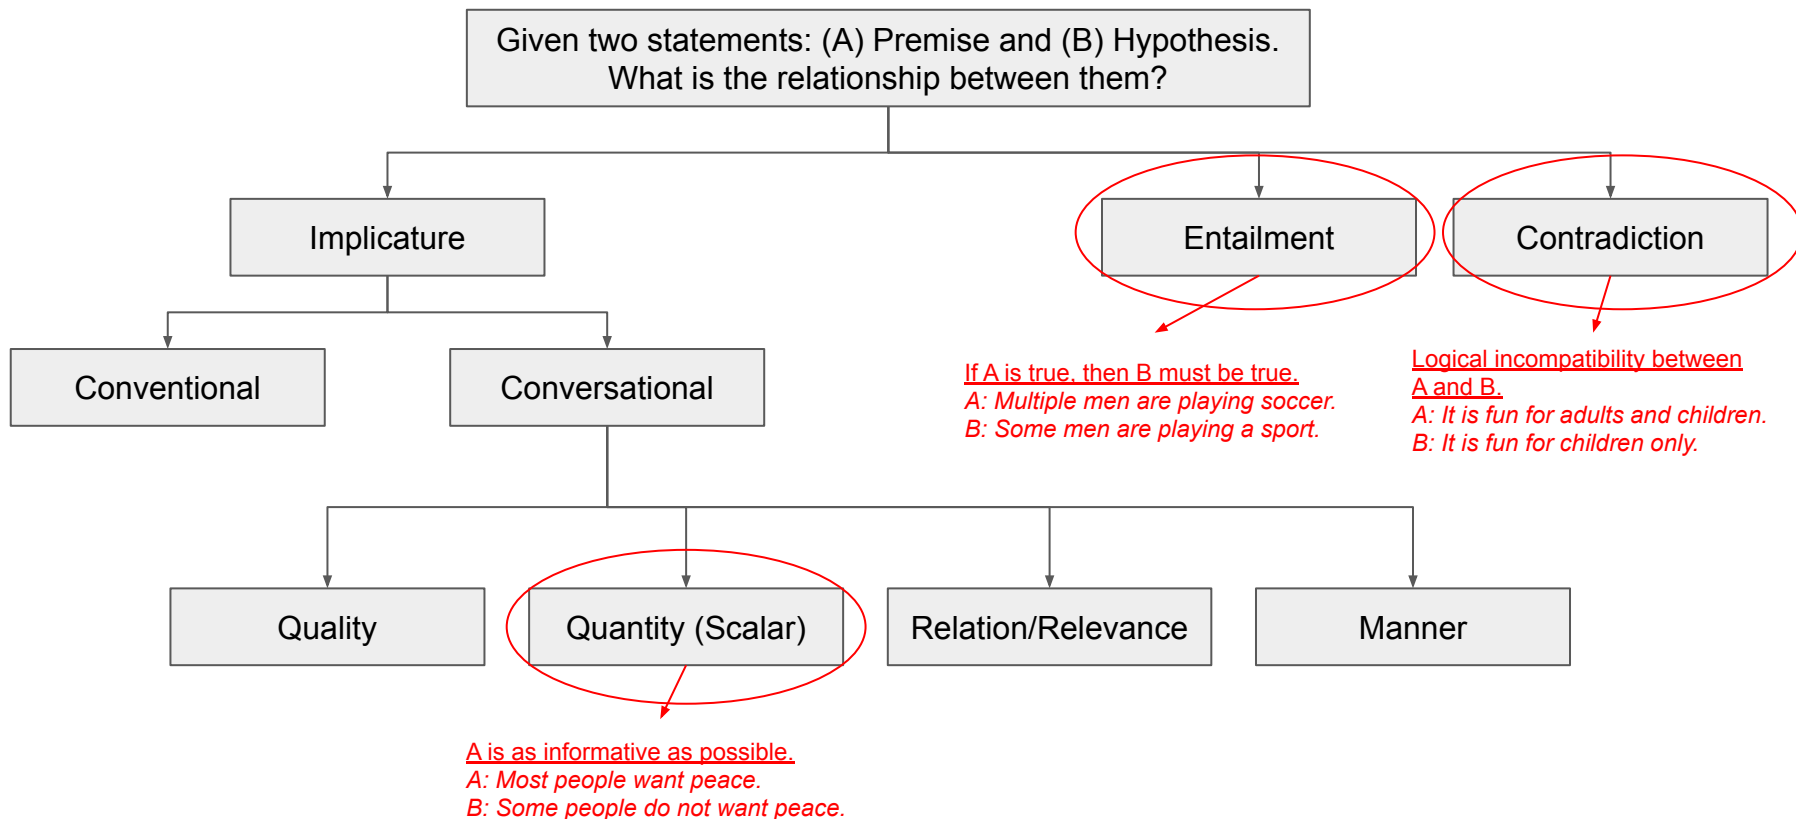 Given two statements: (A) Premise and (B) Hypothesis.
What is the relationship between them?
Implicature
Entailment
Contradiction
Conventional
Conversational
If A is true, then B must be true.
A: Multiple men are playing soccer.
B: Some men are playing a sport.
Logical incompatibility between
A and B.
A: It is fun for adults and children.
B: It is fun for children only.
Quality
Quantity (Scalar)
Relation/Relevance
Manner
A is as informative as possible.
A: Most people want peace.
B: Some people do not want peace.